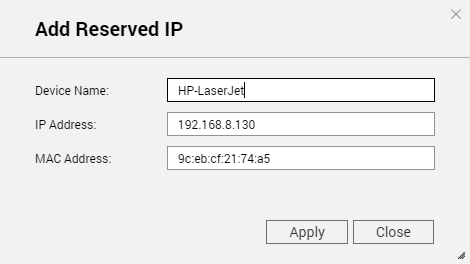 Add Reserved IP
Device Name: HP-LaserJet
IP Address: 192.168.8.130
MAC Address: 9c:eb:cf:21:74:a5
Apply Close